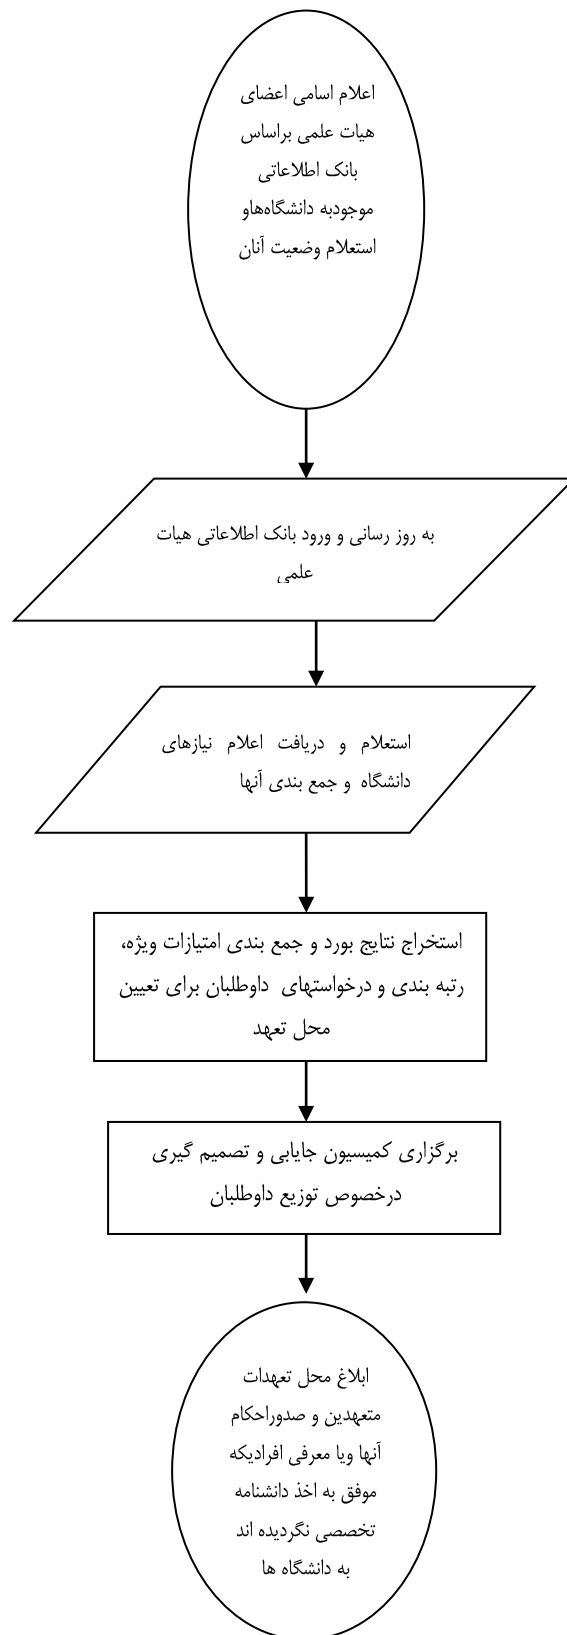 اعلام اسامی اعضای
هیات علمی براساس
بانک اطلاعاتی
موجودبه دانشگاه‌هاو
استعلام وضعیت آنان
به روز رسانی و ورود بانک اطلاعاتی هیات
علمی
استعلام و دریافت اعلام نیازهای
دانشگاه و جمع بندی آنها
استخراج نتایج بورد و جمع بندی امتیازات ویژه،
رتبه بندی و درخواستهای داوطلبان برای تعیین
محل تعهد
برگزاری کمیسیون جایابی و تصمیم گیری
درخصوص توزیع داوطلبان
ابلاغ محل تعهدات
متعهدین و صدوراحکام
آنها ویا معرفی افرادیکه
موفق به اخذ دانشنامه
تخصصی نگردیده اند
به دانشگاه ها